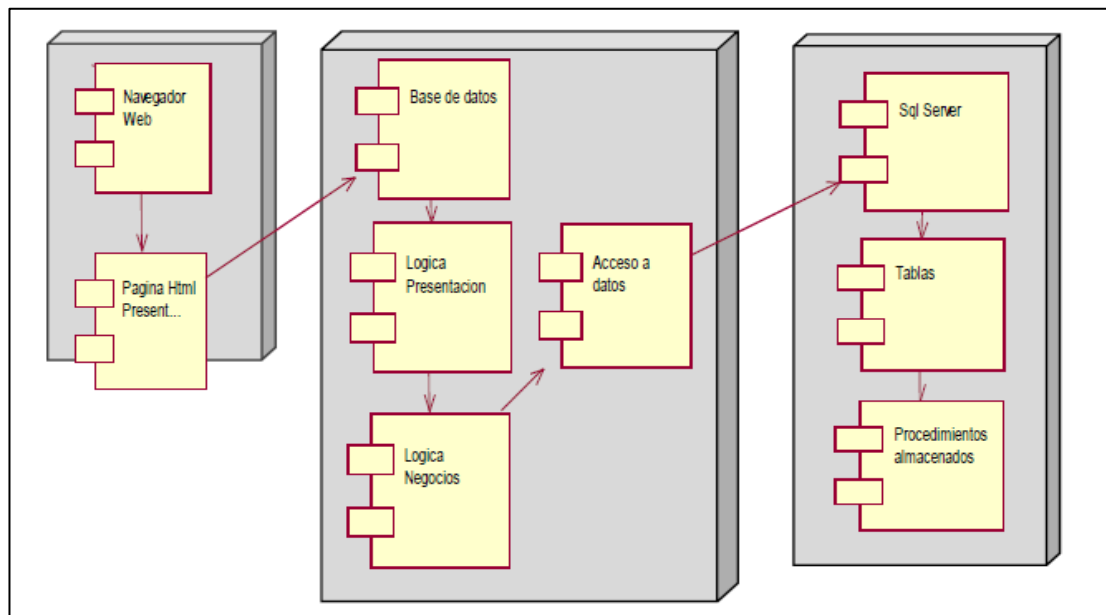 Navegador
Web
Pagina Html
Present...
Base de datos
Logica
Presentacion
Logica
Negocios
Acceso a
datos
Sql Server
Tablas
Procedimientos
almacenados